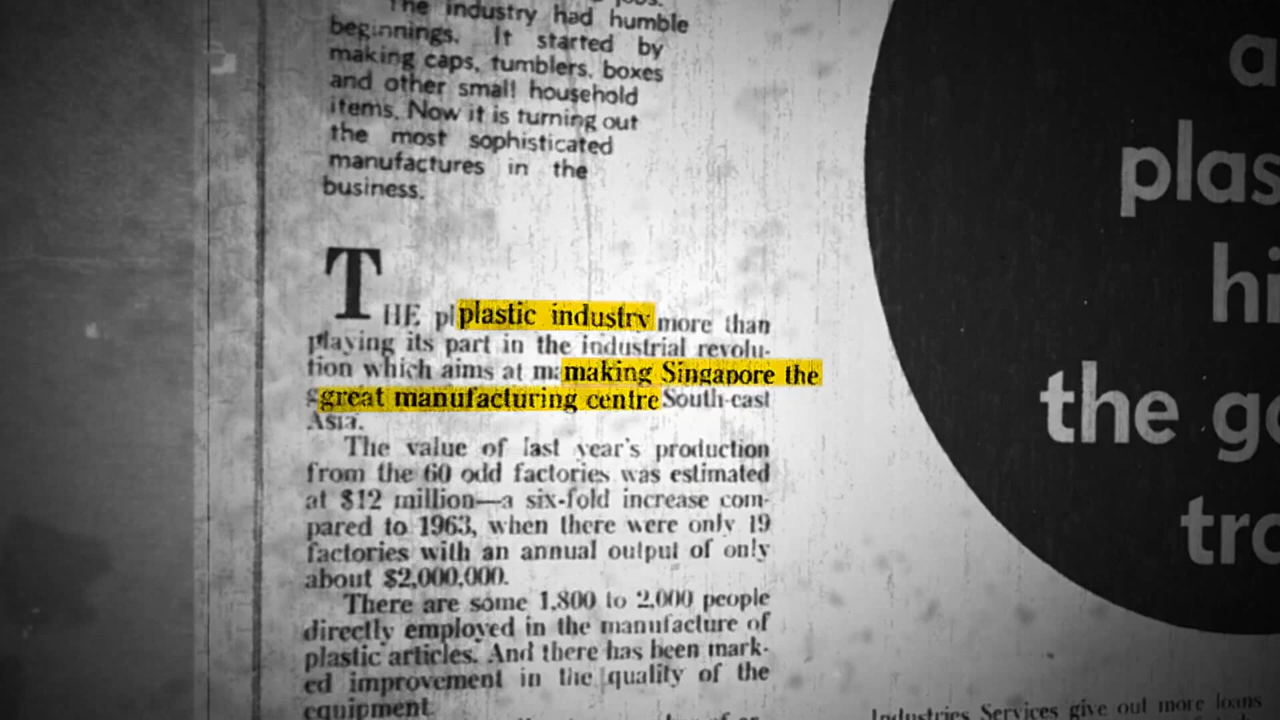 The industry had humble
beginnings. It started by
making caps, tumblers, boxes
and other small household
items. Now it is turning out
the most sophisticated
manufactures in the
business.
THE pl plastic industry more than
playing its part in the industrial revolu-
tion which aims at ma making Singapore the
g great manufacturing centre South-east
Asia.
The value of last year's production
from the 60 odd factories was estimated
at $12 million—a six-fold increase com-
pared to 1963, when there were only 19
factories with an annual output of only
about $2,000,000.
There are some 1,800 to 2,000 people
directly employed in the manufacture of
plastic articles. And there has been mark-
ed improvement in the quality of the
equipment.
a
plas
hi
the go
tro
Industries Services give out more loans